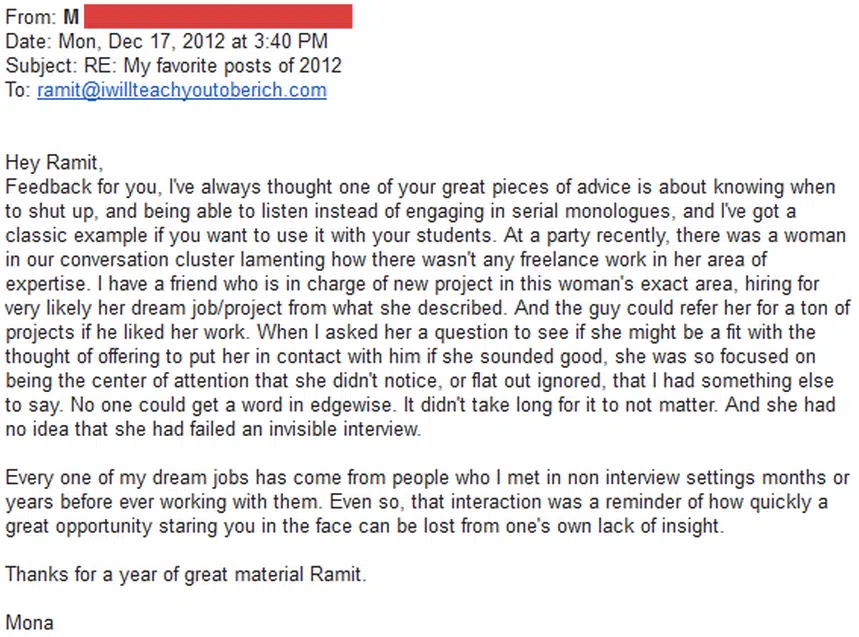 From: M
Date: Mon, Dec 17, 2012 at 3:40 PM
Subject: RE: My favorite posts of 2012
To: ramit@iwillteachyoutoberich.com
Hey Ramit,
Feedback for you, I've always thought one of your great pieces of advice is about knowing when
to shut up, and being able to listen instead of engaging in serial monologues, and I've got a
classic example if you want to use it with your students. At a party recently, there was a woman
in our conversation cluster lamenting how there wasn't any freelance work in her area of
expertise. I have a friend who is in charge of new project in this woman's exact area, hiring for
very likely her dream job/project from what she described. And the guy could refer her for a ton of
projects if he liked her work. When I asked her a question to see if she might be a fit with the
thought of offering to put her in contact with him if she sounded good, she was so focused on
being the center of attention that she didn't notice, or flat out ignored, that I had something else
to say. No one could get a word in edgewise. It didn't take long for it to not matter. And she had
no idea that she had failed an invisible interview.
Every one of my dream jobs has come from people who I met in non interview settings months or
years before ever working with them. Even so, that interaction was a reminder of how quickly a
great opportunity staring you in the face can be lost from one's own lack of insight.
Thanks for a year of great material Ramit.
Mona